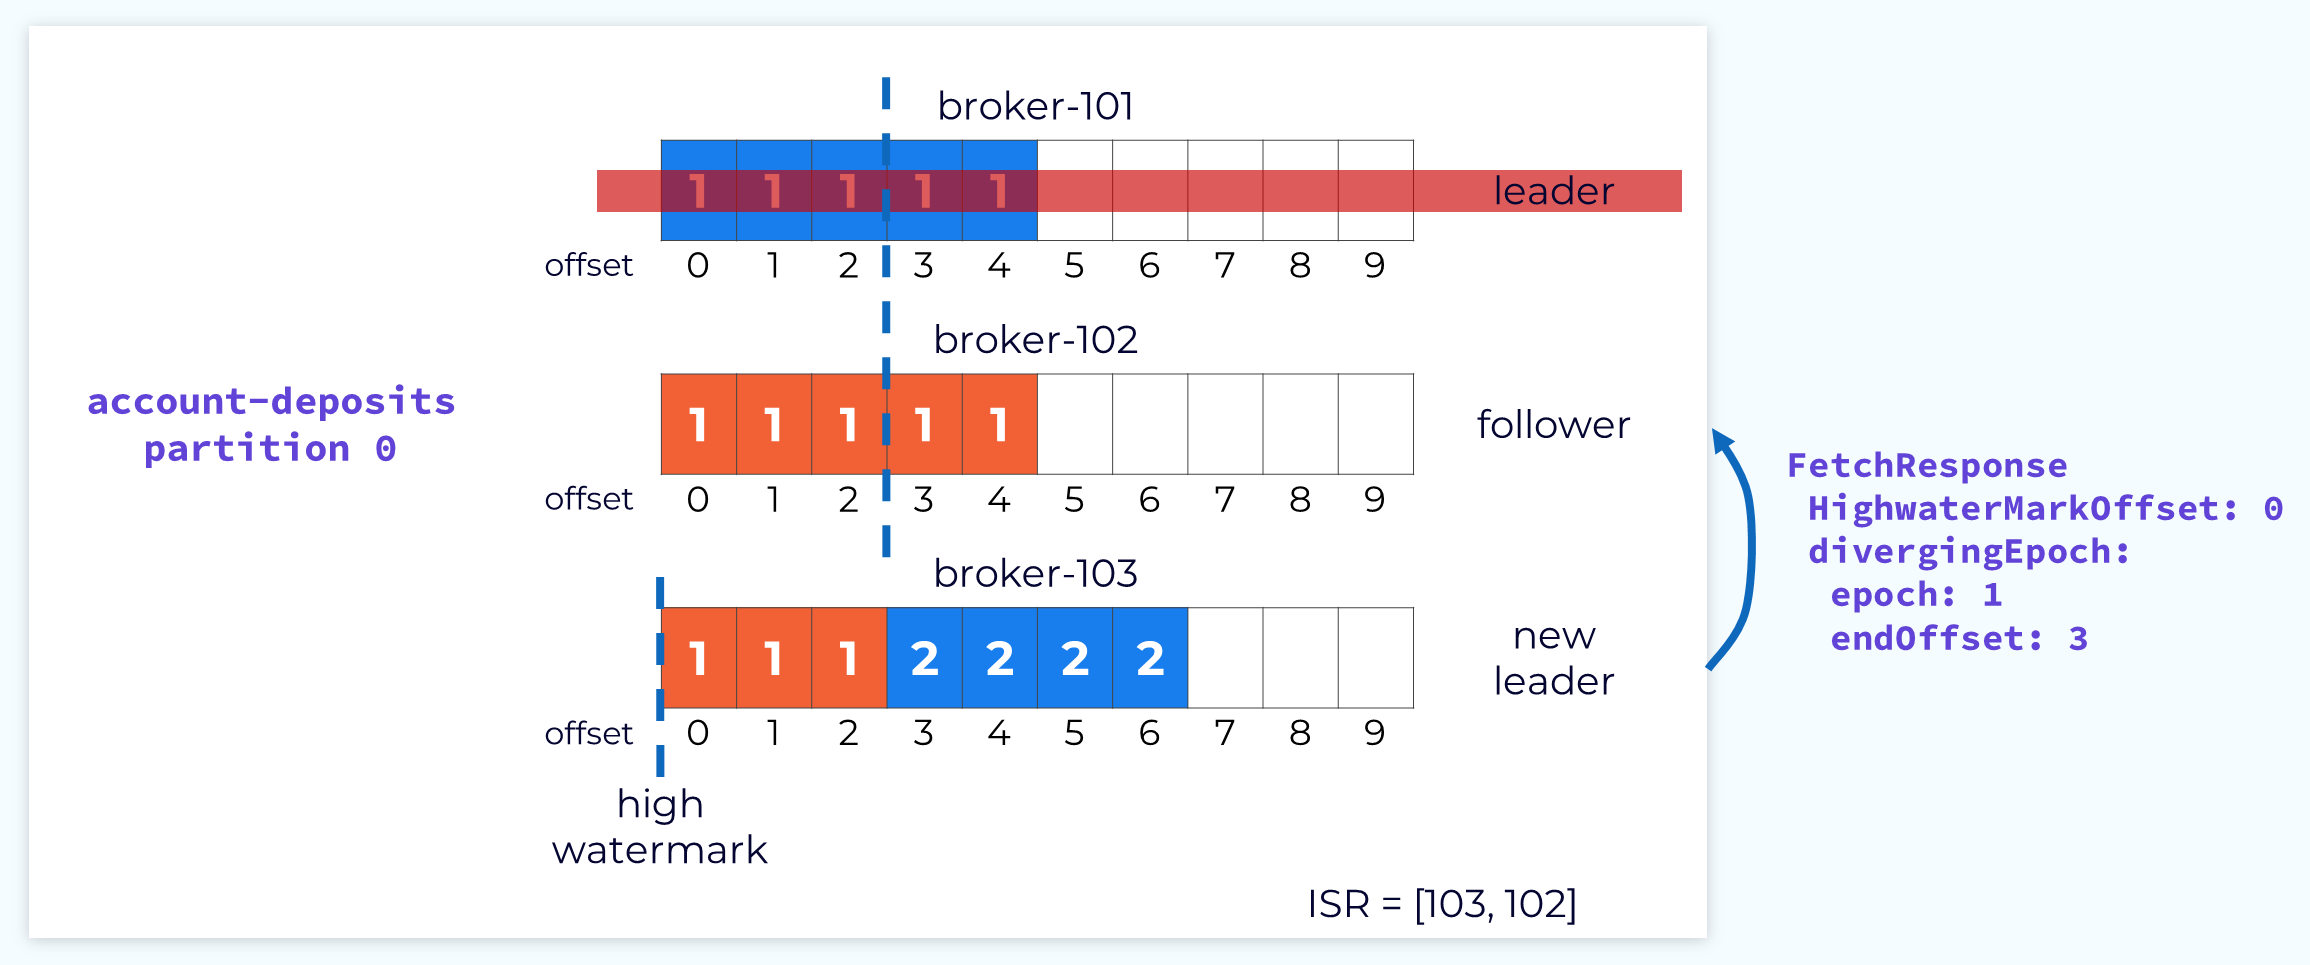 broker-101
1 1 1 1 1
leader
offset 0 1 2 3 4 5 6 7 8 9
broker-102
account-deposits
partition 0
1 1 1 1 1
follower
offset 0 1 2 3 4 5 6 7 8 9
FetchResponse
HighwaterMarkOffset: 0
divergingEpoch:
epoch: 1
endOffset: 3
broker-103
1 1 1 2 2 2 2
new
leader
offset 0 1 2 3 4 5 6 7 8 9
high
watermark
ISR = [103, 102]